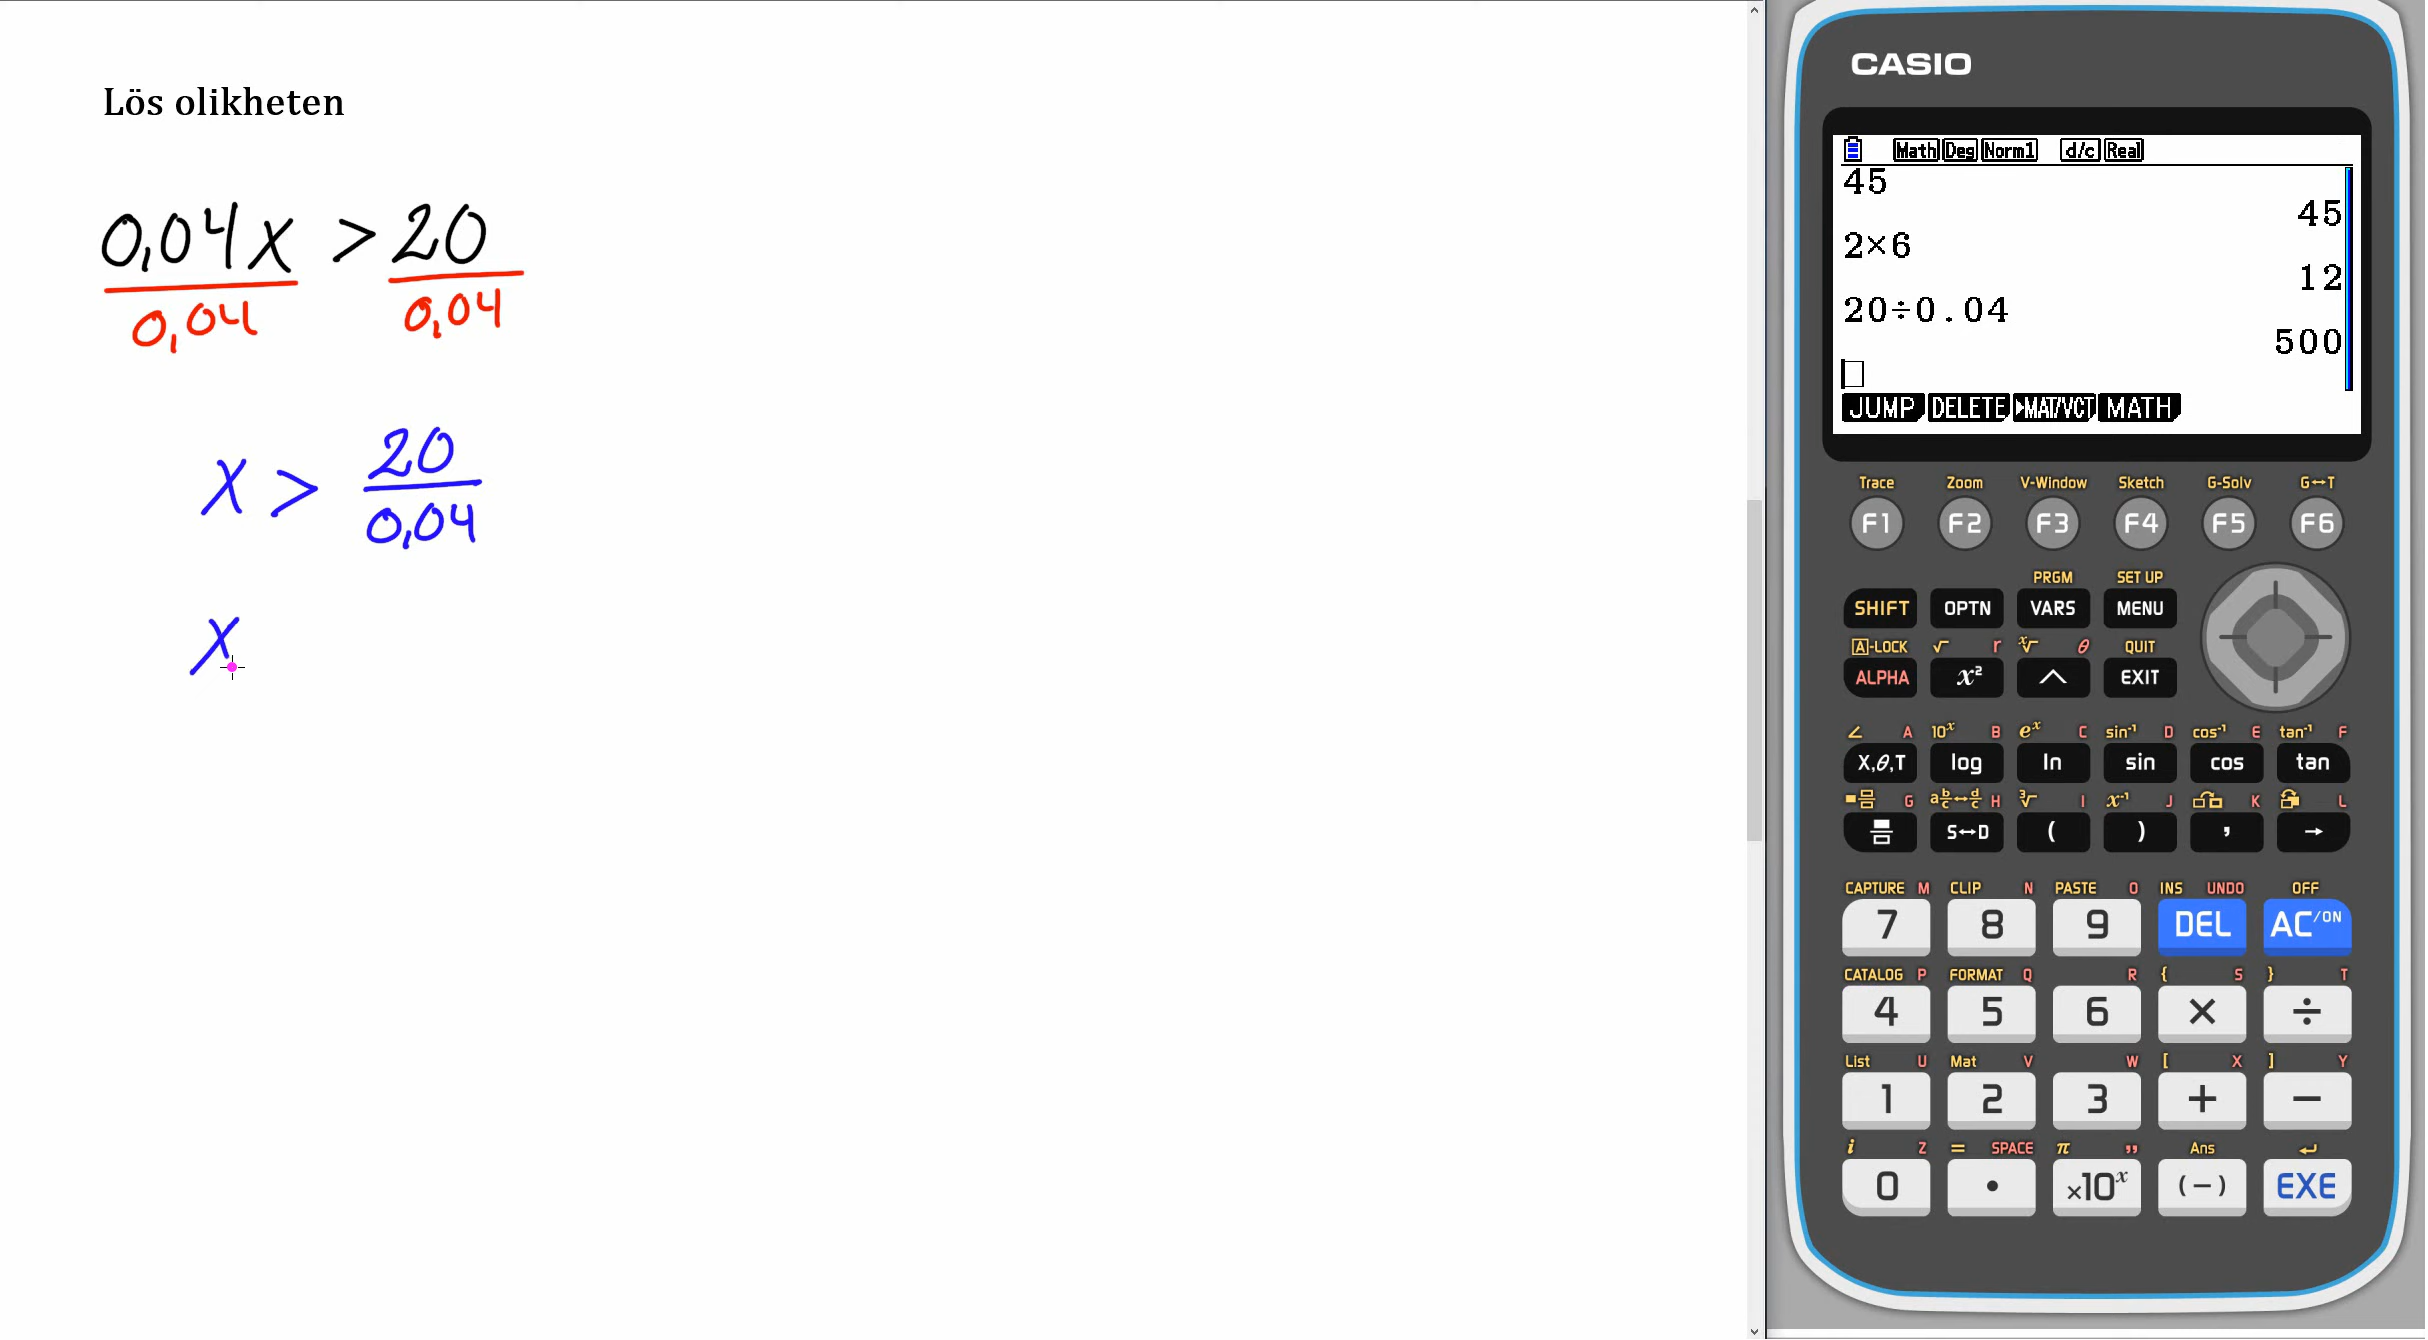 Lös olikheten
0,04x > 20
0,04 0,04
x > 20
0,04
x
CASIO
Math Deg Norm1 d/c Real
45
45
2×6
12
20÷0.04
500
JUMP DELETE ▶MAT/VCT MATH
Trace Zoom V-Window Sketch G-Solv G↔T
F1 F2 F3 F4 F5 F6
PRGM SET UP
SHIFT OPTN VARS MENU
A-LOCK √ r ˣ√ θ QUIT
ALPHA x² ^ EXIT
∠ A 10ˣ B eˣ C sin⁻¹ D cos⁻¹ E tan⁻¹ F
X,θ,T log ln sin cos tan
G a b/c↔d/c H ³√ I x⁻¹ J K L
S↔D ( ) , →
CAPTURE M CLIP N PASTE O INS UNDO OFF
7 8 9 DEL AC/ON
CATALOG P FORMAT Q R { S } T
4 5 6 × ÷
List U Mat V W [ X ] Y
1 2 3 + −
i Z = SPACE π " Ans ↵
0 • ×10ˣ (−) EXE